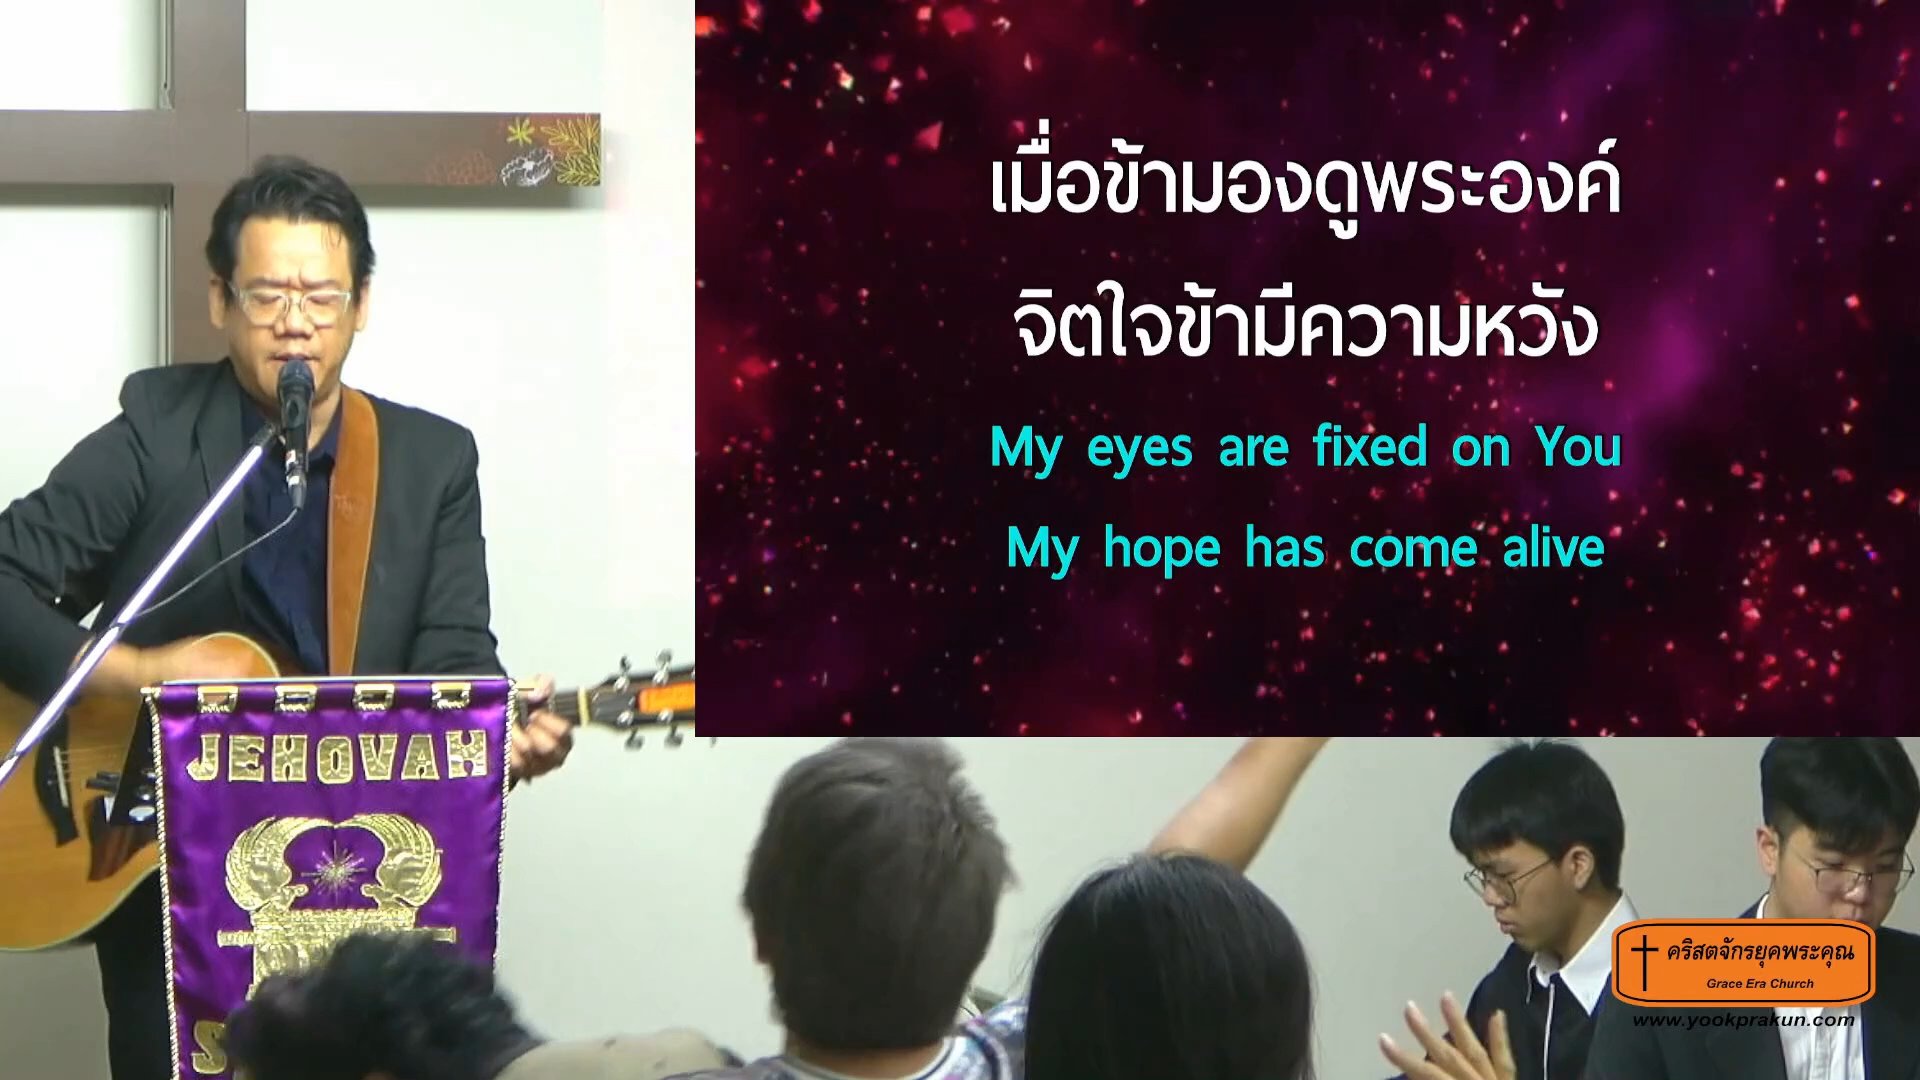 เมื่อข้ามองดูพระองค์
จิตใจข้ามีความหวัง
My eyes are fixed on You
My hope has come alive
JEHOVAH
คริสตจักรยุคพระคุณ
Grace Era Church
www.yookprakun.com